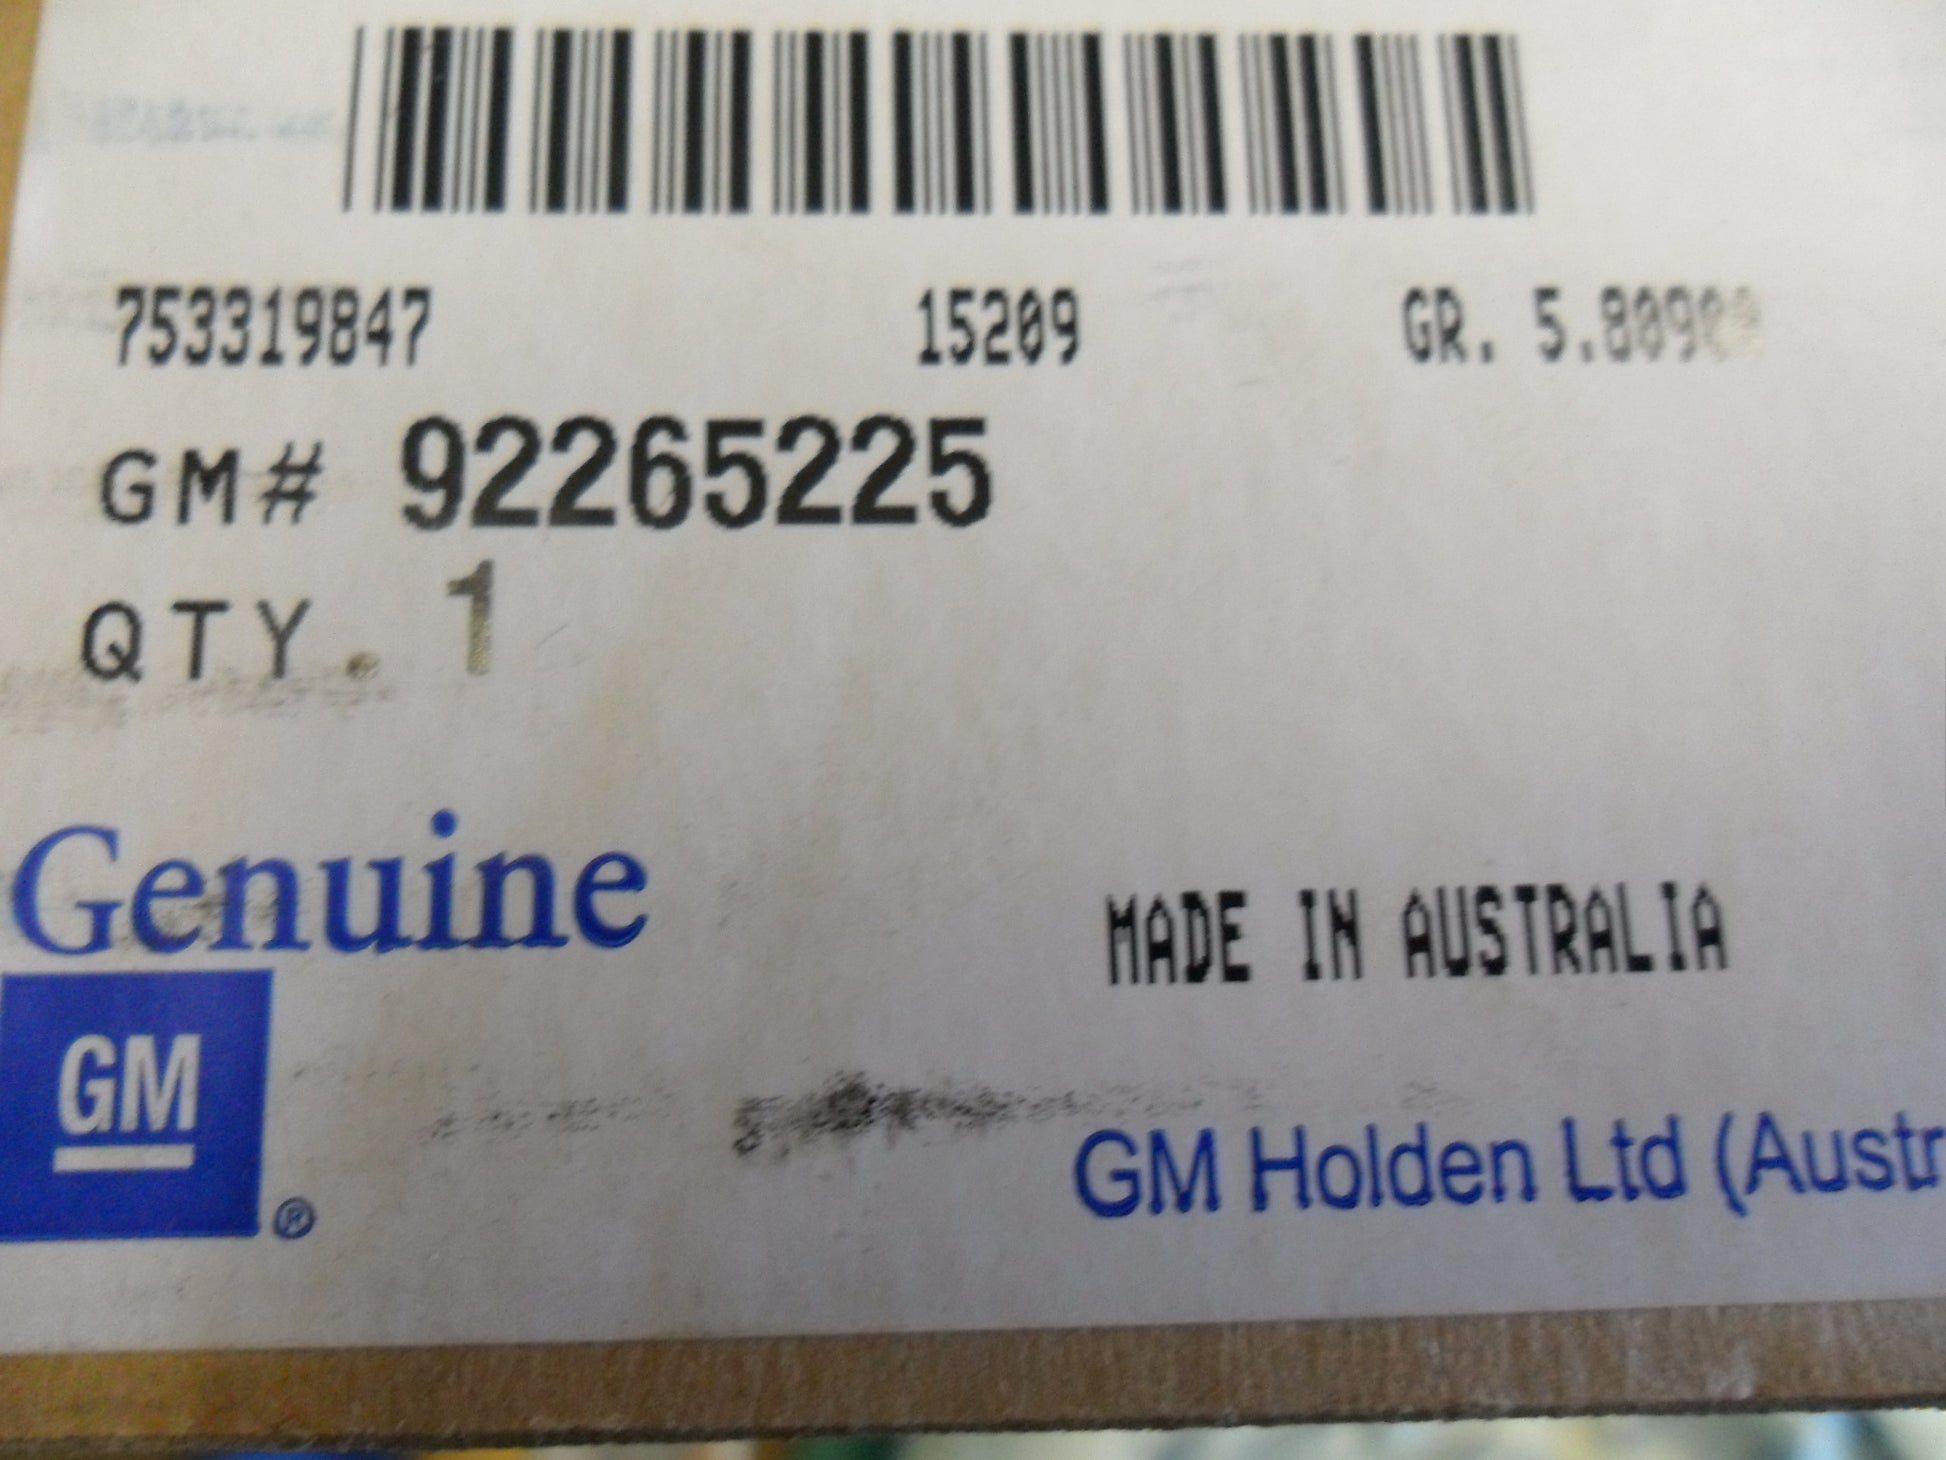 753319847 15209 GR. 5.809
GM# 92265225
QTY. 1
Genuine
MADE IN AUSTRALIA
GM
®
GM Holden Ltd (Austr